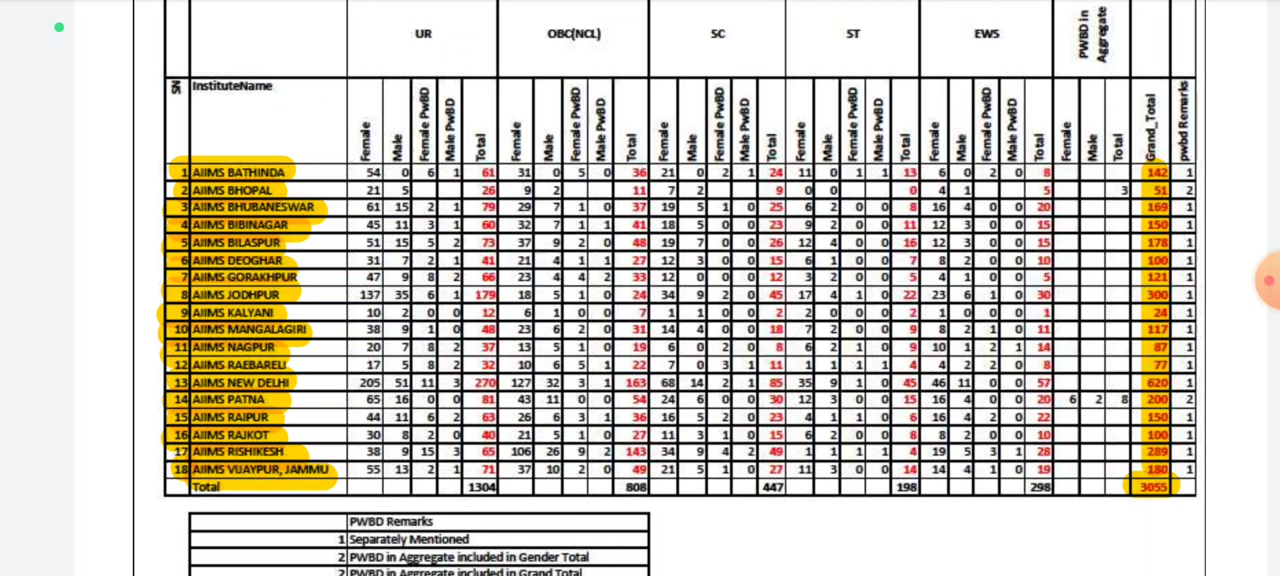 UR OBC(NCL) SC ST EWS PWBD in Aggregate
SN InstituteName Female Male Female PwBD Male PwBD Total Female Male Female PwBD Male PwBD Total Female Male Female PwBD Male PwBD Total Female Male Female PwBD Male PwBD Total Female Male Female PwBD Male PwBD Total Female Male Total Grand_Total pwbd Remarks
1 AIIMS BATHINDA 54 0 6 1 61 31 0 5 0 36 21 0 2 1 24 11 0 1 1 13 6 0 2 0 8 142 1
2 AIIMS BHOPAL 21 5 26 9 2 11 7 2 9 0 0 0 4 1 5 3 51 2
3 AIIMS BHUBANESWAR 61 15 2 1 79 29 7 1 0 37 19 5 1 0 25 6 2 0 0 8 16 4 0 0 20 169 1
4 AIIMS BIBINAGAR 45 11 3 1 60 32 7 1 1 41 18 5 0 0 23 9 2 0 0 11 12 3 0 0 15 150 1
5 AIIMS BILASPUR 51 15 5 2 73 37 9 2 0 48 19 7 0 0 26 12 4 0 0 16 12 3 0 0 15 178 1
6 AIIMS DEOGHAR 31 7 2 1 41 21 4 1 1 27 12 3 0 0 15 6 1 0 0 7 8 2 0 0 10 100 1
7 AIIMS GORAKHPUR 47 9 8 2 66 23 4 4 2 33 12 0 0 0 12 3 2 0 0 5 4 1 0 0 5 121 1
8 AIIMS JODHPUR 137 35 6 1 179 18 5 1 0 24 34 9 2 0 45 17 4 1 0 22 23 6 1 0 30 300 1
9 AIIMS KALYANI 10 2 0 0 12 6 1 0 0 7 1 1 0 0 2 2 0 0 0 2 1 0 0 0 1 24 1
10 AIIMS MANGALAGIRI 38 9 1 0 48 23 6 2 0 31 14 4 0 0 18 7 2 0 0 9 8 2 1 0 11 117 1
11 AIIMS NAGPUR 20 7 8 2 37 13 5 1 0 19 6 0 2 0 8 6 2 1 0 9 10 1 2 1 14 87 1
12 AIIMS RAEBARELI 17 5 8 2 32 10 6 5 1 22 7 0 3 1 11 1 1 1 1 4 4 2 2 0 8 77 1
13 AIIMS NEW DELHI 205 51 11 3 270 127 32 3 1 163 68 14 2 1 85 35 9 1 0 45 46 11 0 0 57 620 1
14 AIIMS PATNA 65 16 0 0 81 43 11 0 0 54 24 6 0 0 30 12 3 0 0 15 16 4 0 0 20 6 2 8 200 2
15 AIIMS RAIPUR 44 11 6 2 63 26 6 3 1 36 16 5 2 0 23 4 1 1 0 6 16 4 2 0 22 150 1
16 AIIMS RAJKOT 30 8 2 0 40 21 5 1 0 27 11 3 1 0 15 6 2 0 0 8 8 2 0 0 10 100 1
17 AIIMS RISHIKESH 38 9 15 3 65 106 26 9 2 143 34 9 4 2 49 1 1 1 1 4 19 5 3 1 28 289 1
18 AIIMS VIJAYPUR, JAMMU 55 13 2 1 71 37 10 2 0 49 21 5 1 0 27 11 3 0 0 14 14 4 1 0 19 180 1
Total 1304 808 447 198 298 3055
PWBD Remarks
1 Separately Mentioned
2 PWBD in Aggregate included in Gender Total
2 PWBD in Aggregate included in Grand Total